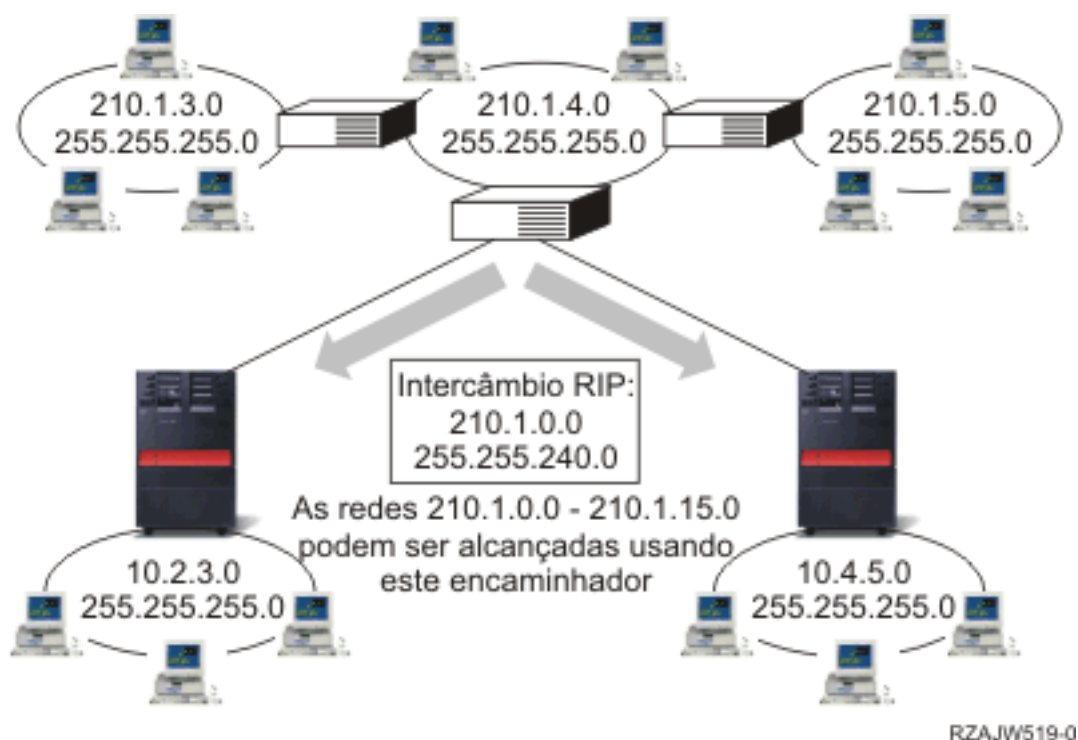 210.1.3.0
255.255.255.0
210.1.4.0
255.255.255.0
210.1.5.0
255.255.255.0
Intercâmbio RIP:
210.1.0.0
255.255.240.0
As redes 210.1.0.0 - 210.1.15.0
podem ser alcançadas usando
este encaminhador
10.2.3.0
255.255.255.0
10.4.5.0
255.255.255.0
RZAJW519-0